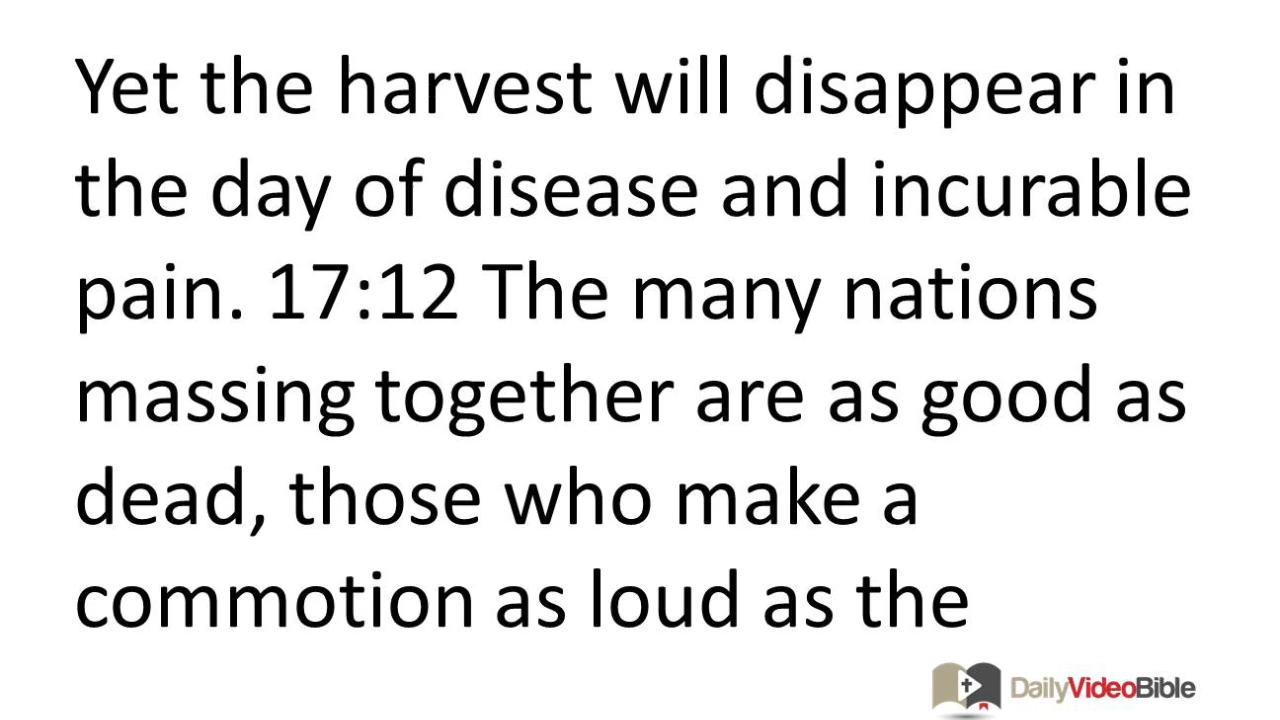 Yet the harvest will disappear in
the day of disease and incurable
pain. 17:12 The many nations
massing together are as good as
dead, those who make a
commotion as loud as the
DailyVideoBible